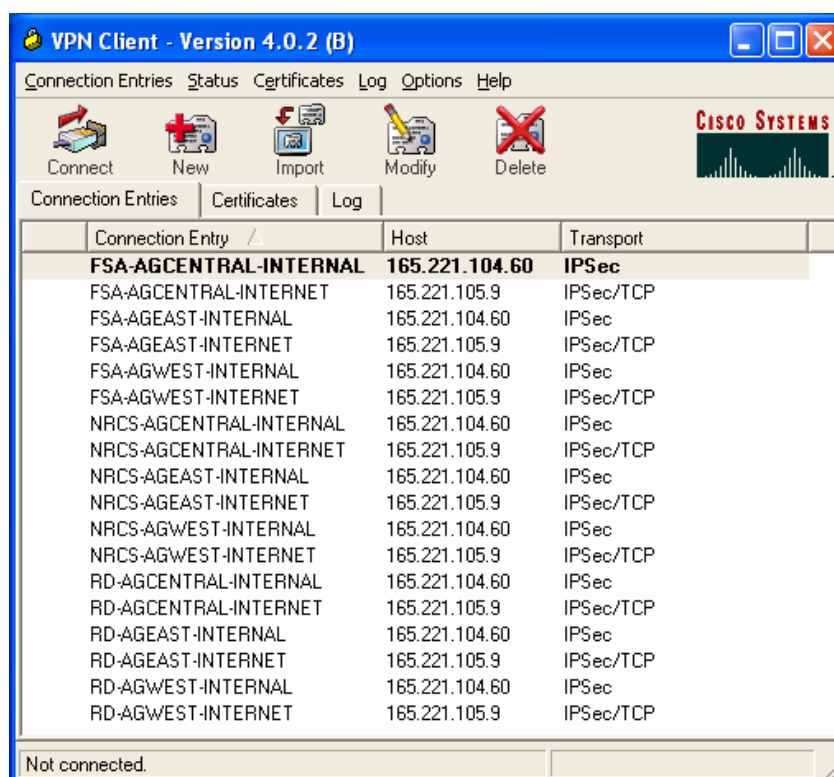 VPN Client - Version 4.0.2 (B)
Connection Entries Status Certificates Log Options Help
CISCO SYSTEMS
Connect New Import Modify Delete
Connection Entries Certificates Log
Connection Entry Host Transport
FSA-AGCENTRAL-INTERNAL 165.221.104.60 IPSec
FSA-AGCENTRAL-INTERNET 165.221.105.9 IPSec/TCP
FSA-AGEAST-INTERNAL 165.221.104.60 IPSec
FSA-AGEAST-INTERNET 165.221.105.9 IPSec/TCP
FSA-AGWEST-INTERNAL 165.221.104.60 IPSec
FSA-AGWEST-INTERNET 165.221.105.9 IPSec/TCP
NRCS-AGCENTRAL-INTERNAL 165.221.104.60 IPSec
NRCS-AGCENTRAL-INTERNET 165.221.105.9 IPSec/TCP
NRCS-AGEAST-INTERNAL 165.221.104.60 IPSec
NRCS-AGEAST-INTERNET 165.221.105.9 IPSec/TCP
NRCS-AGWEST-INTERNAL 165.221.104.60 IPSec
NRCS-AGWEST-INTERNET 165.221.105.9 IPSec/TCP
RD-AGCENTRAL-INTERNAL 165.221.104.60 IPSec
RD-AGCENTRAL-INTERNET 165.221.105.9 IPSec/TCP
RD-AGEAST-INTERNAL 165.221.104.60 IPSec
RD-AGEAST-INTERNET 165.221.105.9 IPSec/TCP
RD-AGWEST-INTERNAL 165.221.104.60 IPSec
RD-AGWEST-INTERNET 165.221.105.9 IPSec/TCP
Not connected.